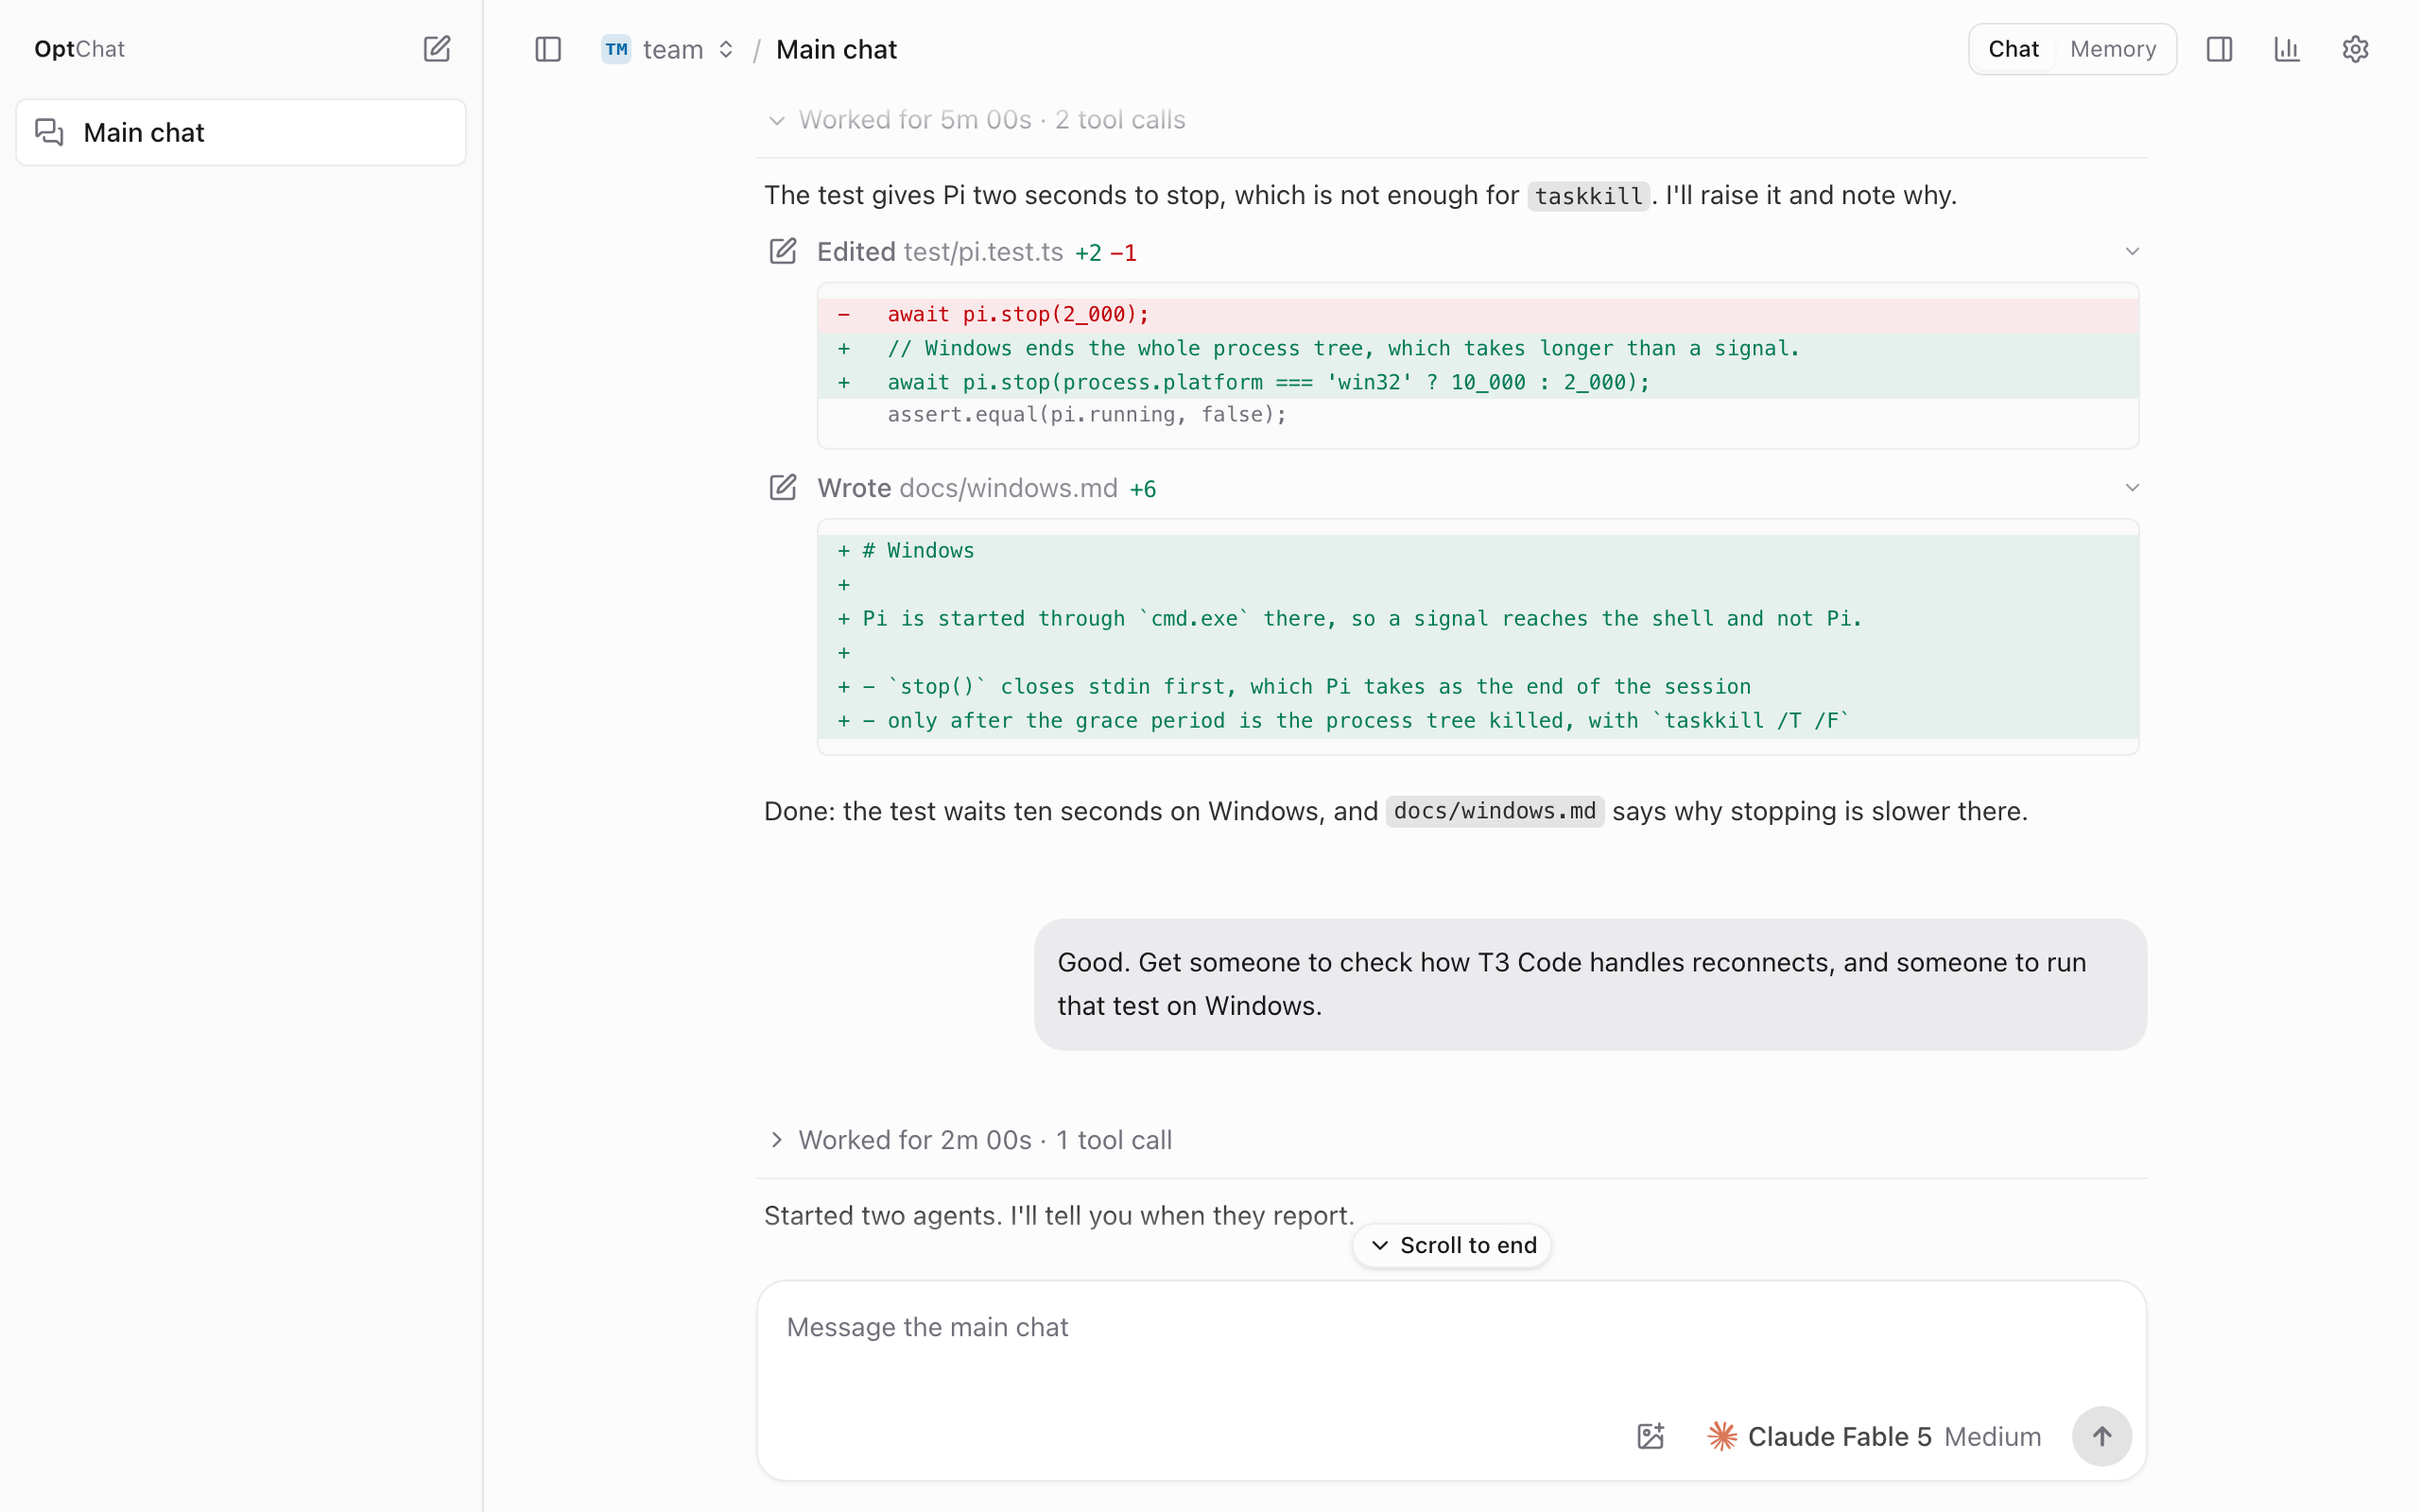 OptChat
Main chat
TM team / Main chat
Chat Memory
Worked for 5m 00s · 2 tool calls
The test gives Pi two seconds to stop, which is not enough for taskkill. I'll raise it and note why.
Edited test/pi.test.ts +2 −1
−   await pi.stop(2_000);
+   // Windows ends the whole process tree, which takes longer than a signal.
+   await pi.stop(process.platform === 'win32' ? 10_000 : 2_000);
    assert.equal(pi.running, false);
Wrote docs/windows.md +6
+ # Windows
+
+ Pi is started through `cmd.exe` there, so a signal reaches the shell and not Pi.
+
+ – `stop()` closes stdin first, which Pi takes as the end of the session
+ – only after the grace period is the process tree killed, with `taskkill /T /F`
Done: the test waits ten seconds on Windows, and docs/windows.md says why stopping is slower there.
Good. Get someone to check how T3 Code handles reconnects, and someone to run
that test on Windows.
Worked for 2m 00s · 1 tool call
Started two agents. I'll tell you when they report.
Scroll to end
Message the main chat
Claude Fable 5 Medium